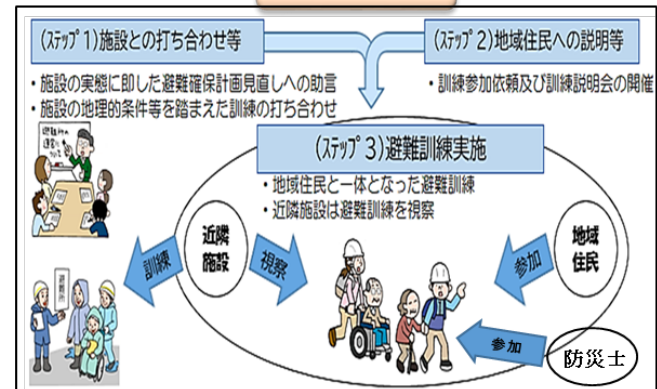 (ステップ1)施設との打ち合わせ等
・施設の実態に即した避難確保計画見直しへの助言
・施設の地理的条件等を踏まえた訓練の打ち合わせ
(ステップ2)地域住民への説明等
・訓練参加依頼及び訓練説明会の開催
(ステップ3)避難訓練実施
・地域住民と一体となった避難訓練
・近隣施設は避難訓練を視察
近隣
施設
訓練
視察
地域
住民
参加
参加
防災士
避難所